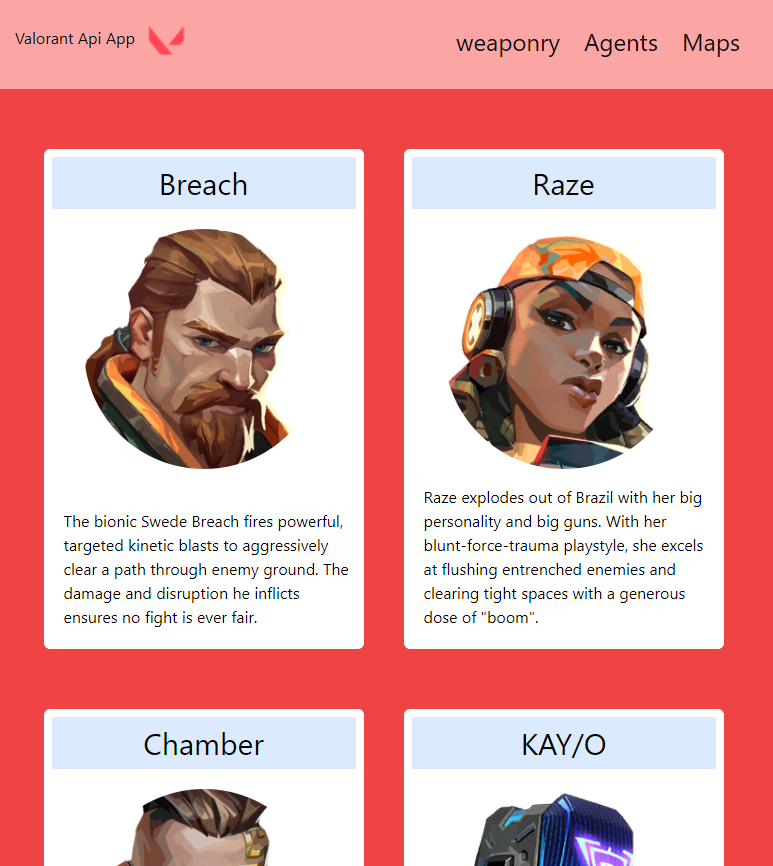 Valorant Api App
weaponry Agents Maps
Breach
The bionic Swede Breach fires powerful,
targeted kinetic blasts to aggressively
clear a path through enemy ground. The
damage and disruption he inflicts
ensures no fight is ever fair.
Raze
Raze explodes out of Brazil with her big
personality and big guns. With her
blunt-force-trauma playstyle, she excels
at flushing entrenched enemies and
clearing tight spaces with a generous
dose of "boom".
Chamber
KAY/O